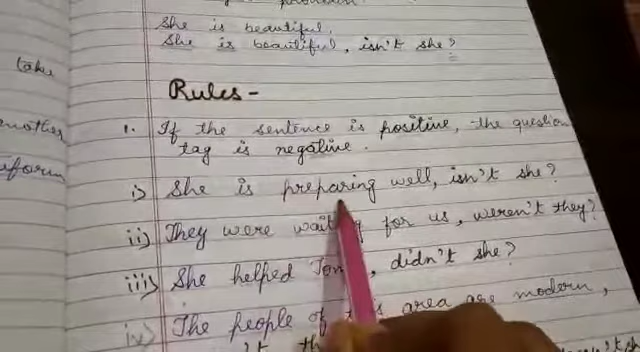 She is beautiful.
She is beautiful, isn't she?
take
another
Rules -
1. If the sentence is positive, the question
tag is negative.
i) She is preparing well, isn't she?
ii) They were for us, weren't they?
iii) She helped, didn't she?
iv) The people of area are modern,